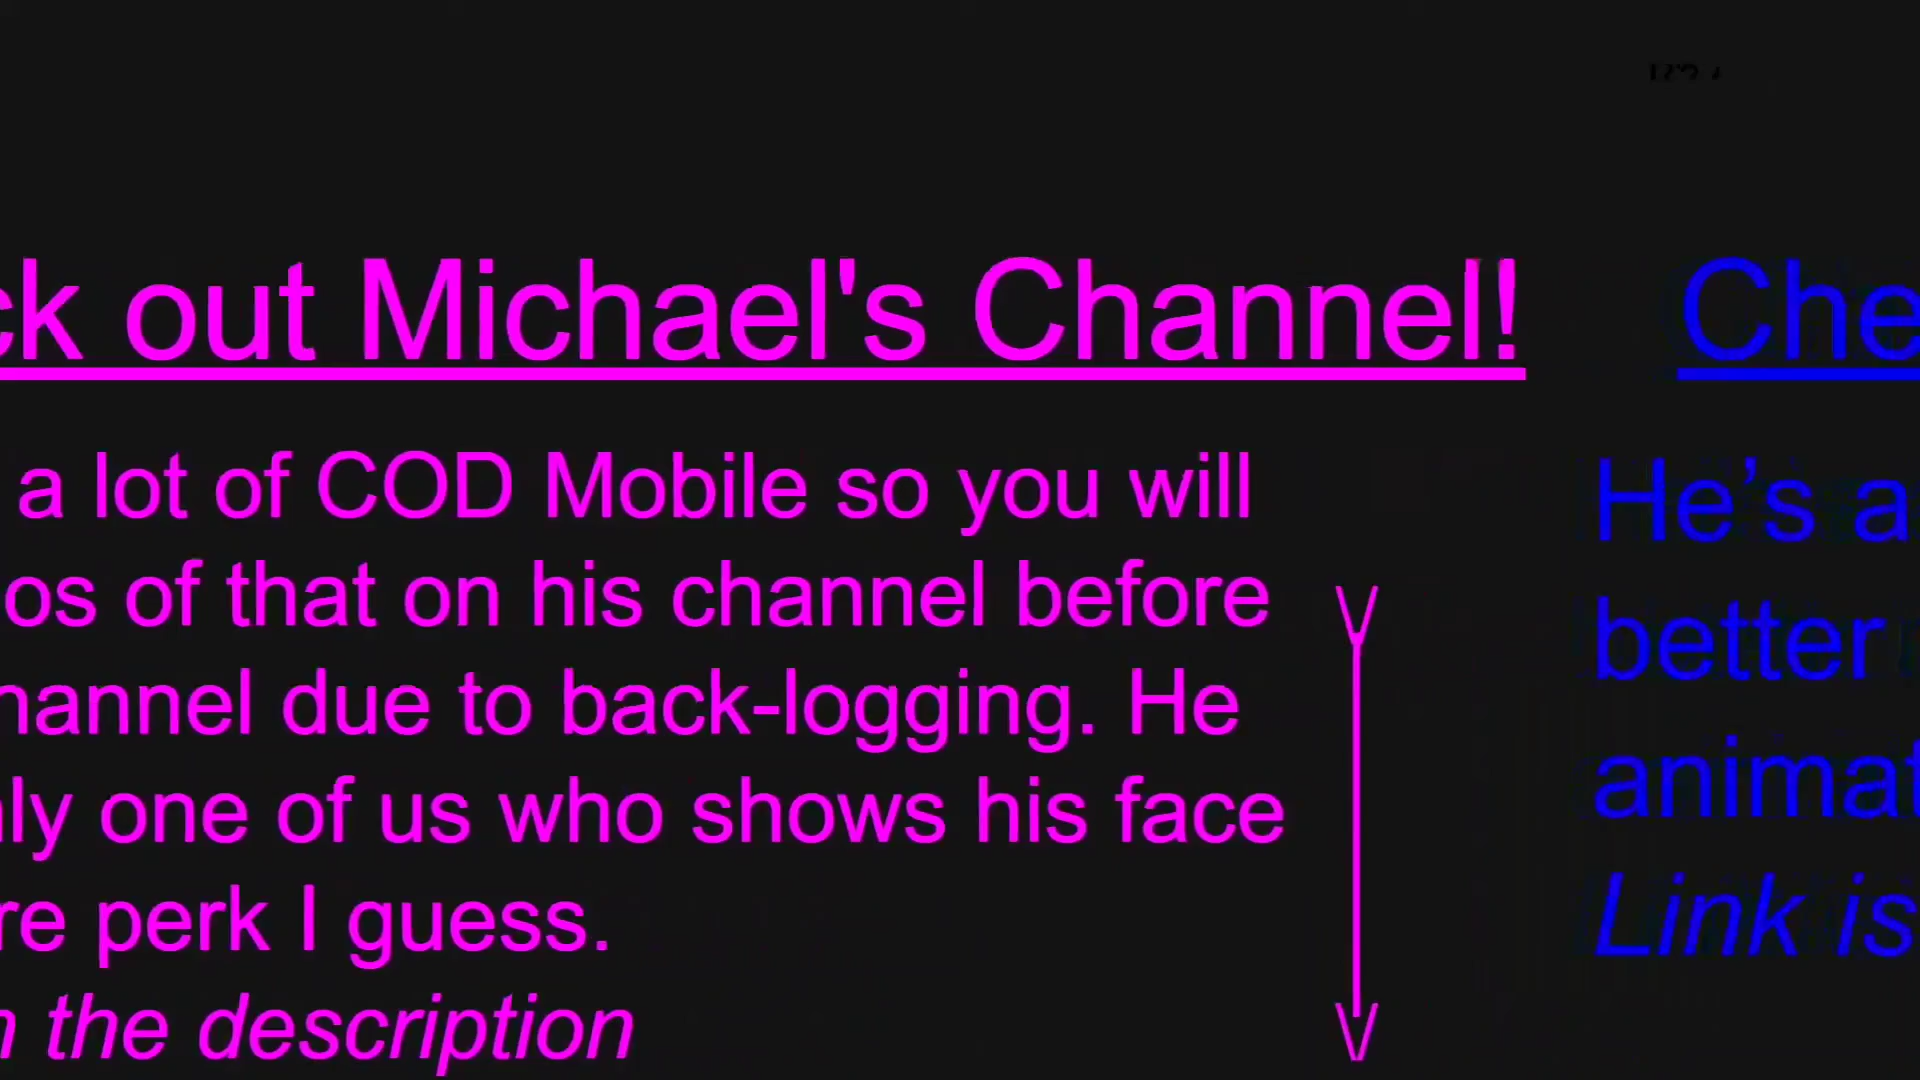 ck out Michael's Channel!
a lot of COD Mobile so you will
os of that on his channel before
hannel due to back-logging. He
nly one of us who shows his face
re perk I guess.
n the description
Che
He’s a
better
animat
Link is